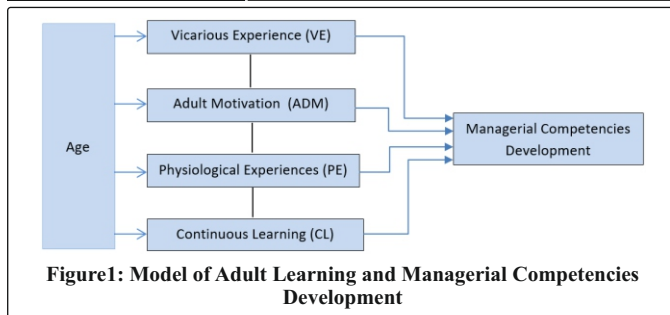 Age
Vicarious Experience (VE)
Adult Motivation (ADM)
Physiological Experiences (PE)
Continuous Learning (CL)
Managerial Competencies
Development
Figure1: Model of Adult Learning and Managerial Competencies
Development